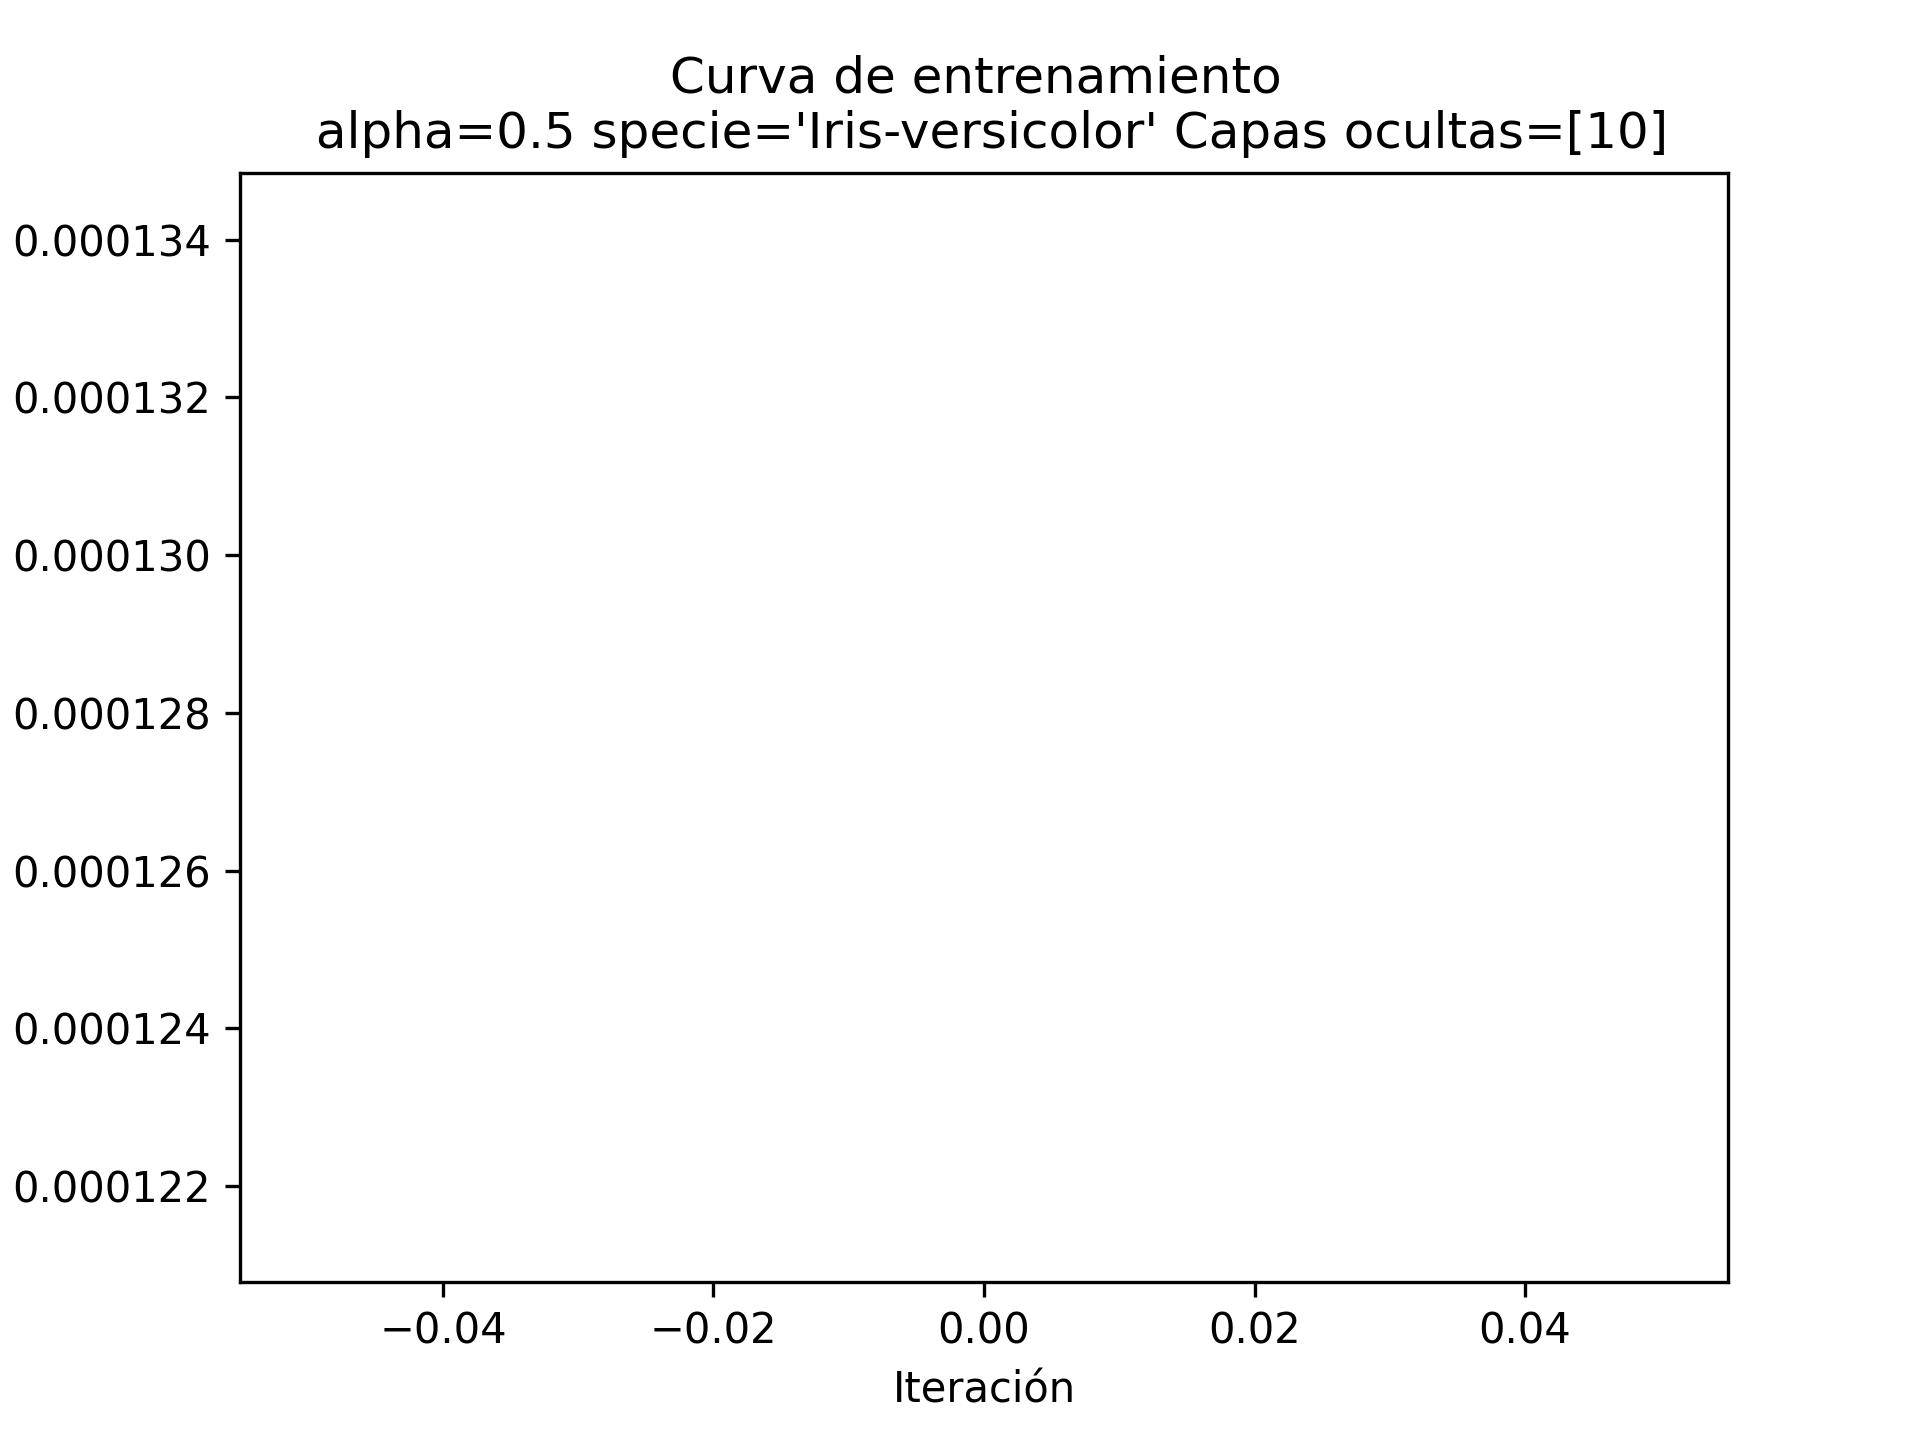 Curva de entrenamiento
alpha=0.5 specie='Iris-versicolor' Capas ocultas=[10]
0.000134
0.000132
0.000130
0.000128
0.000126
0.000124
0.000122
−0.04 −0.02 0.00 0.02 0.04
Iteración